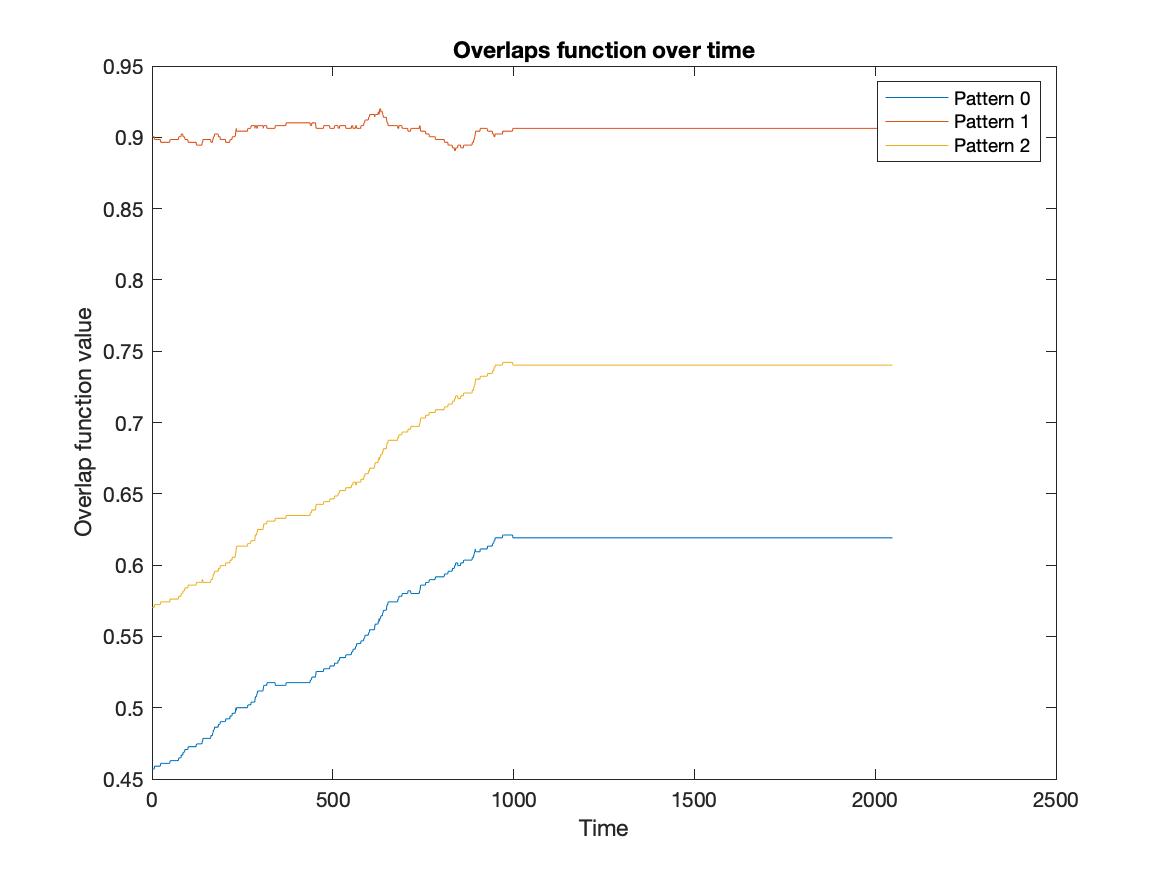 Overlaps function over time
0.95
0.9
0.85
0.8
0.75
0.7
0.65
0.6
0.55
0.5
0.45
Overlap function value
Pattern 0
Pattern 1
Pattern 2
0 500 1000 1500 2000 2500
Time